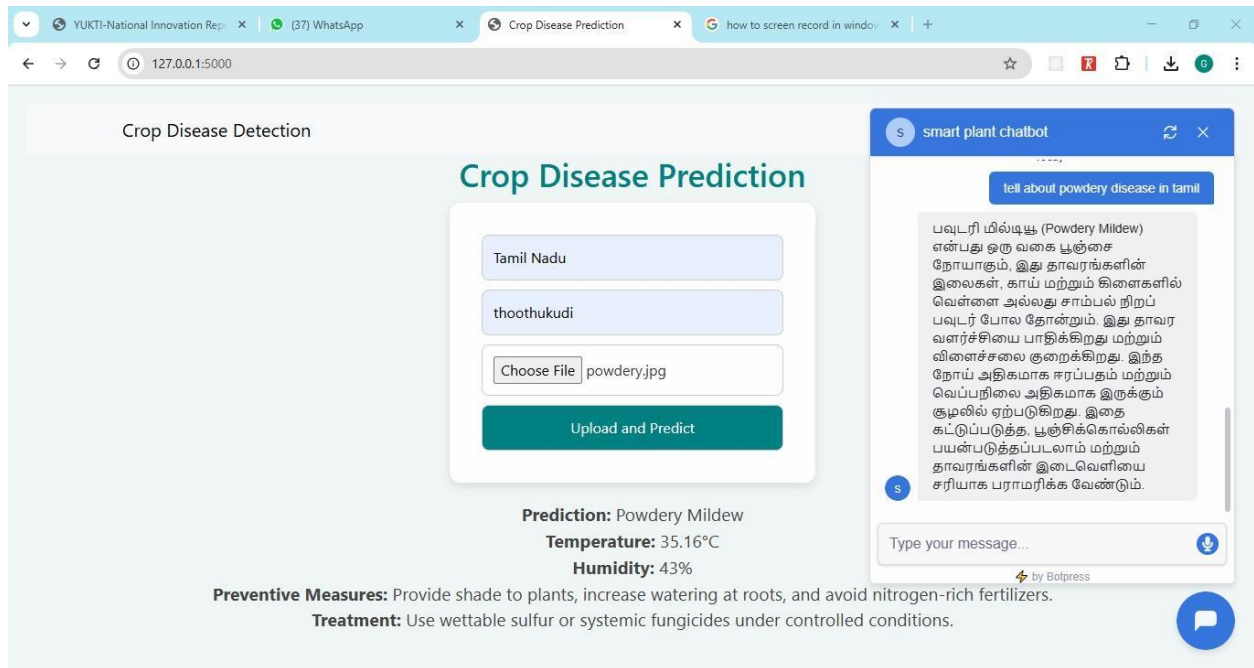 YUKTI-National Innovation Rep
(37) WhatsApp
Crop Disease Prediction
how to screen record in window
127.0.0.1:5000
Crop Disease Detection
Crop Disease Prediction
Tamil Nadu
thoothukudi
Choose File powdery.jpg
Upload and Predict
Prediction: Powdery Mildew
Temperature: 35.16°C
Humidity: 43%
Preventive Measures: Provide shade to plants, increase watering at roots, and avoid nitrogen-rich fertilizers.
Treatment: Use wettable sulfur or systemic fungicides under controlled conditions.
S smart plant chatbot
tell about powdery disease in tamil
பவுடரி மில்டியூ (Powdery Mildew)
என்பது ஒரு வகை பூஞ்சை
நோயாகும், இது தாவரங்களின்
இலைகள், காய் மற்றும் கிளைகளில்
வெள்ளை அல்லது சாம்பல் நிறப்
பவுடர் போல தோன்றும். இது தாவர
வளர்ச்சியை பாதிக்கிறது மற்றும்
விளைச்சலை குறைக்கிறது. இந்த
நோய் அதிகமாக ஈரப்பதம் மற்றும்
வெப்பநிலை அதிகமாக இருக்கும்
சூழலில் ஏற்படுகிறது. இதை
கட்டுப்படுத்த, பூஞ்சிக்கொல்லிகள்
பயன்படுத்தப்படலாம் மற்றும்
தாவரங்களின் இடைவெளியை
சரியாக பராமரிக்க வேண்டும்.
S
Type your message...
by Botpress